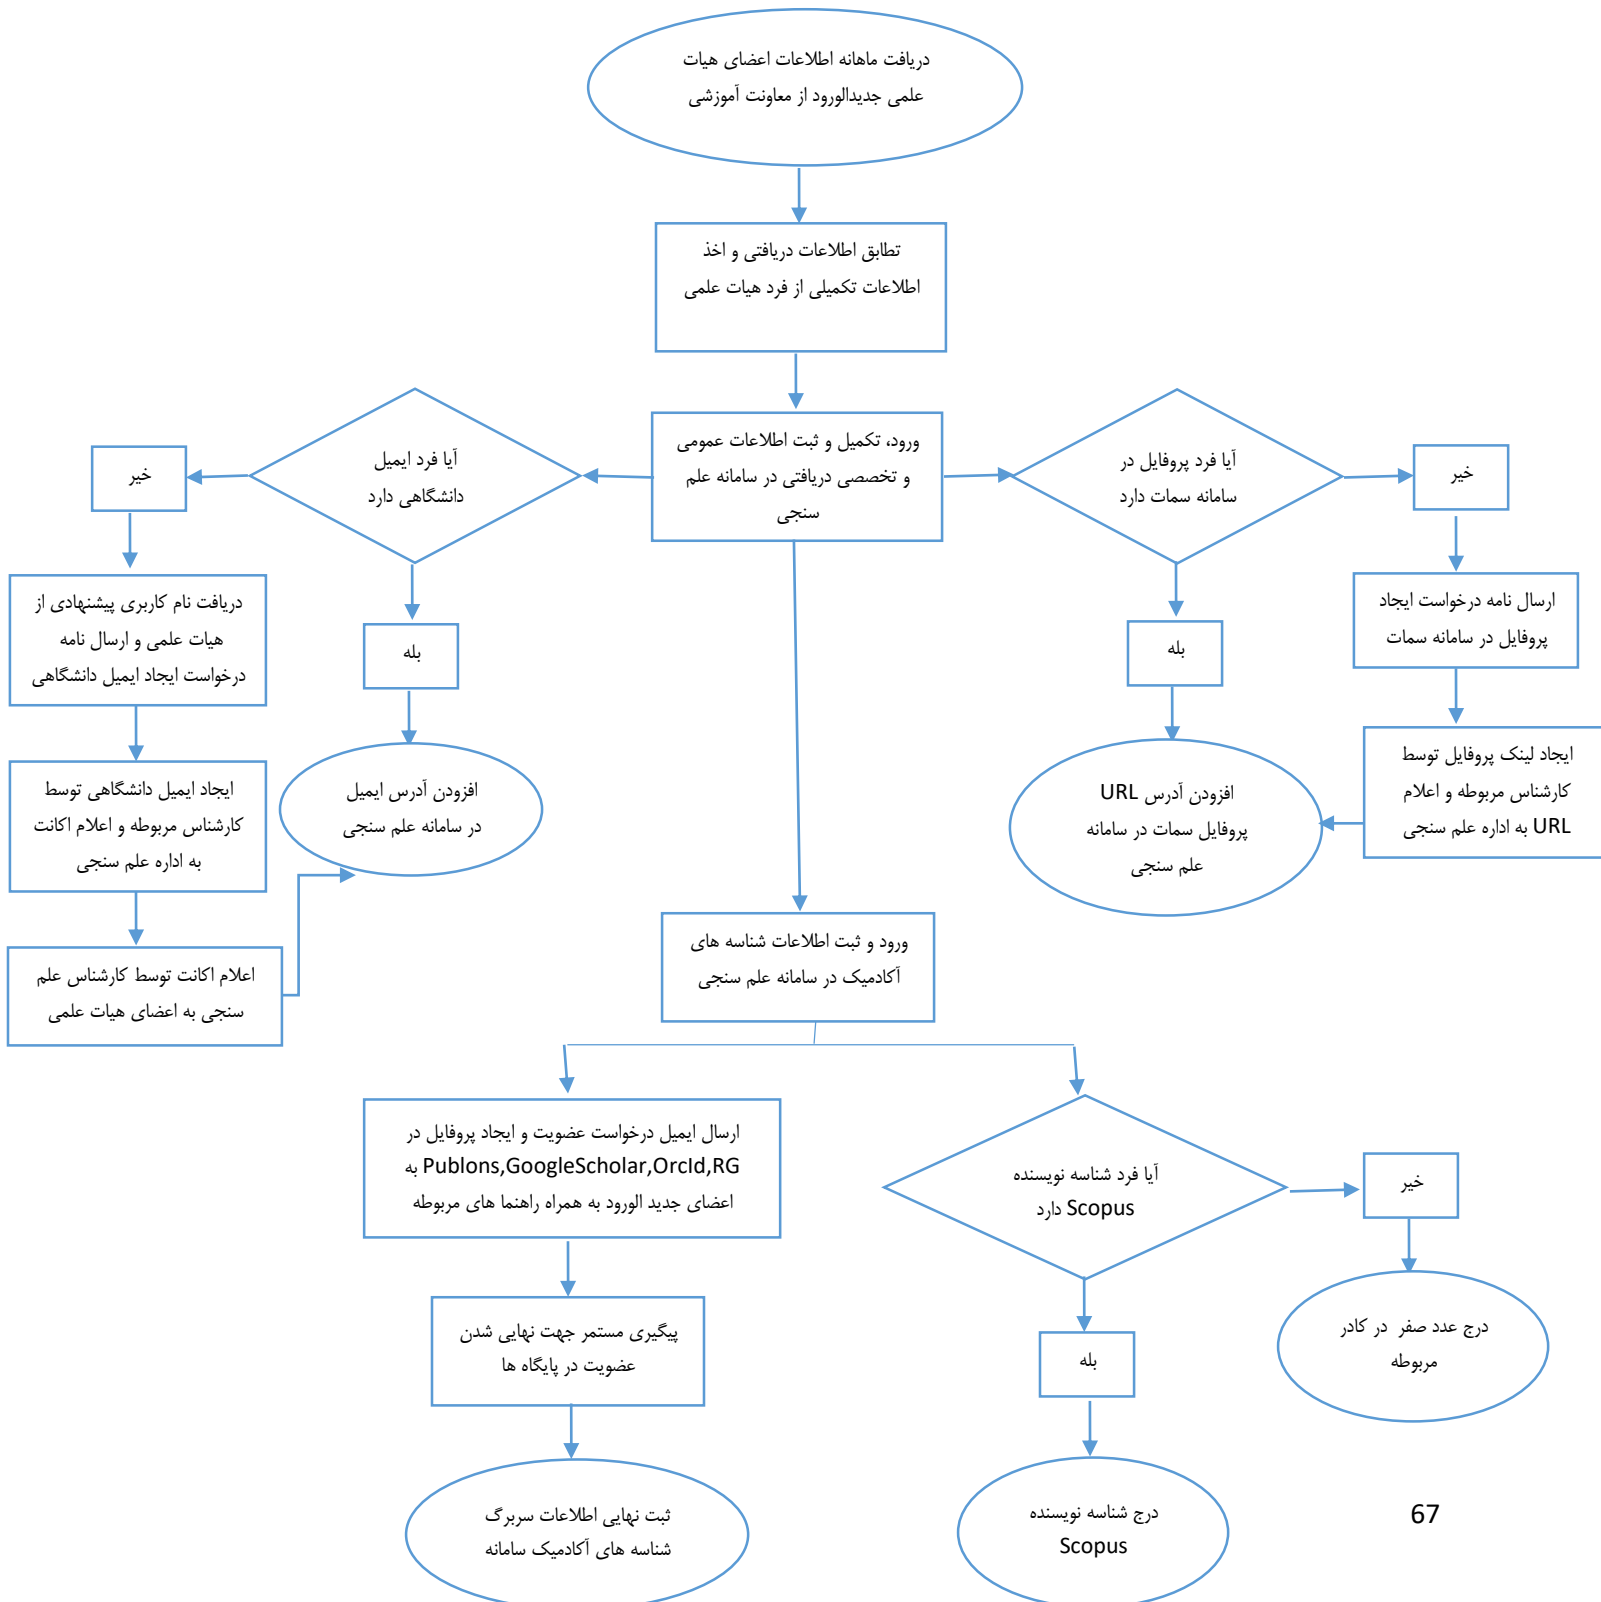 دریافت ماهانه اطلاعات اعضای هیات
علمی جدیدالورود از معاونت آموزشی
تطابق اطلاعات دریافتی و اخذ
اطلاعات تکمیلی از فرد هیات علمی
ورود، تکمیل و ثبت اطلاعات عمومی
و تخصصی دریافتی در سامانه علم
سنجی
آیا فرد پروفایل در
سامانه سمات دارد
خیر
ارسال نامه درخواست ایجاد
پروفایل در سامانه سمات
ایجاد لینک پروفایل توسط
کارشناس مربوطه و اعلام
URL به اداره علم سنجی
بله
افزودن آدرس URL
پروفایل سمات در سامانه
علم سنجی
آیا فرد ایمیل
دانشگاهی دارد
خیر
دریافت نام کاربری پیشنهادی از
هیات علمی و ارسال نامه
درخواست ایجاد ایمیل دانشگاهی
ایجاد ایمیل دانشگاهی توسط
کارشناس مربوطه و اعلام اکانت
به اداره علم سنجی
اعلام اکانت توسط کارشناس علم
سنجی به اعضای هیات علمی
بله
افزودن آدرس ایمیل
در سامانه علم سنجی
ورود و ثبت اطلاعات شناسه های
آکادمیک در سامانه علم سنجی
آیا فرد شناسه نویسنده
Scopus دارد
خیر
درج عدد صفر در کادر
مربوطه
بله
درج شناسه نویسنده
Scopus
ارسال ایمیل درخواست عضویت و ایجاد پروفایل در
Publons,GoogleScholar,OrcId,RG به
اعضای جدید الورود به همراه راهنما های مربوطه
پیگیری مستمر جهت نهایی شدن
عضویت در پایگاه ها
ثبت نهایی اطلاعات سربرگ
شناسه های آکادمیک سامانه
67